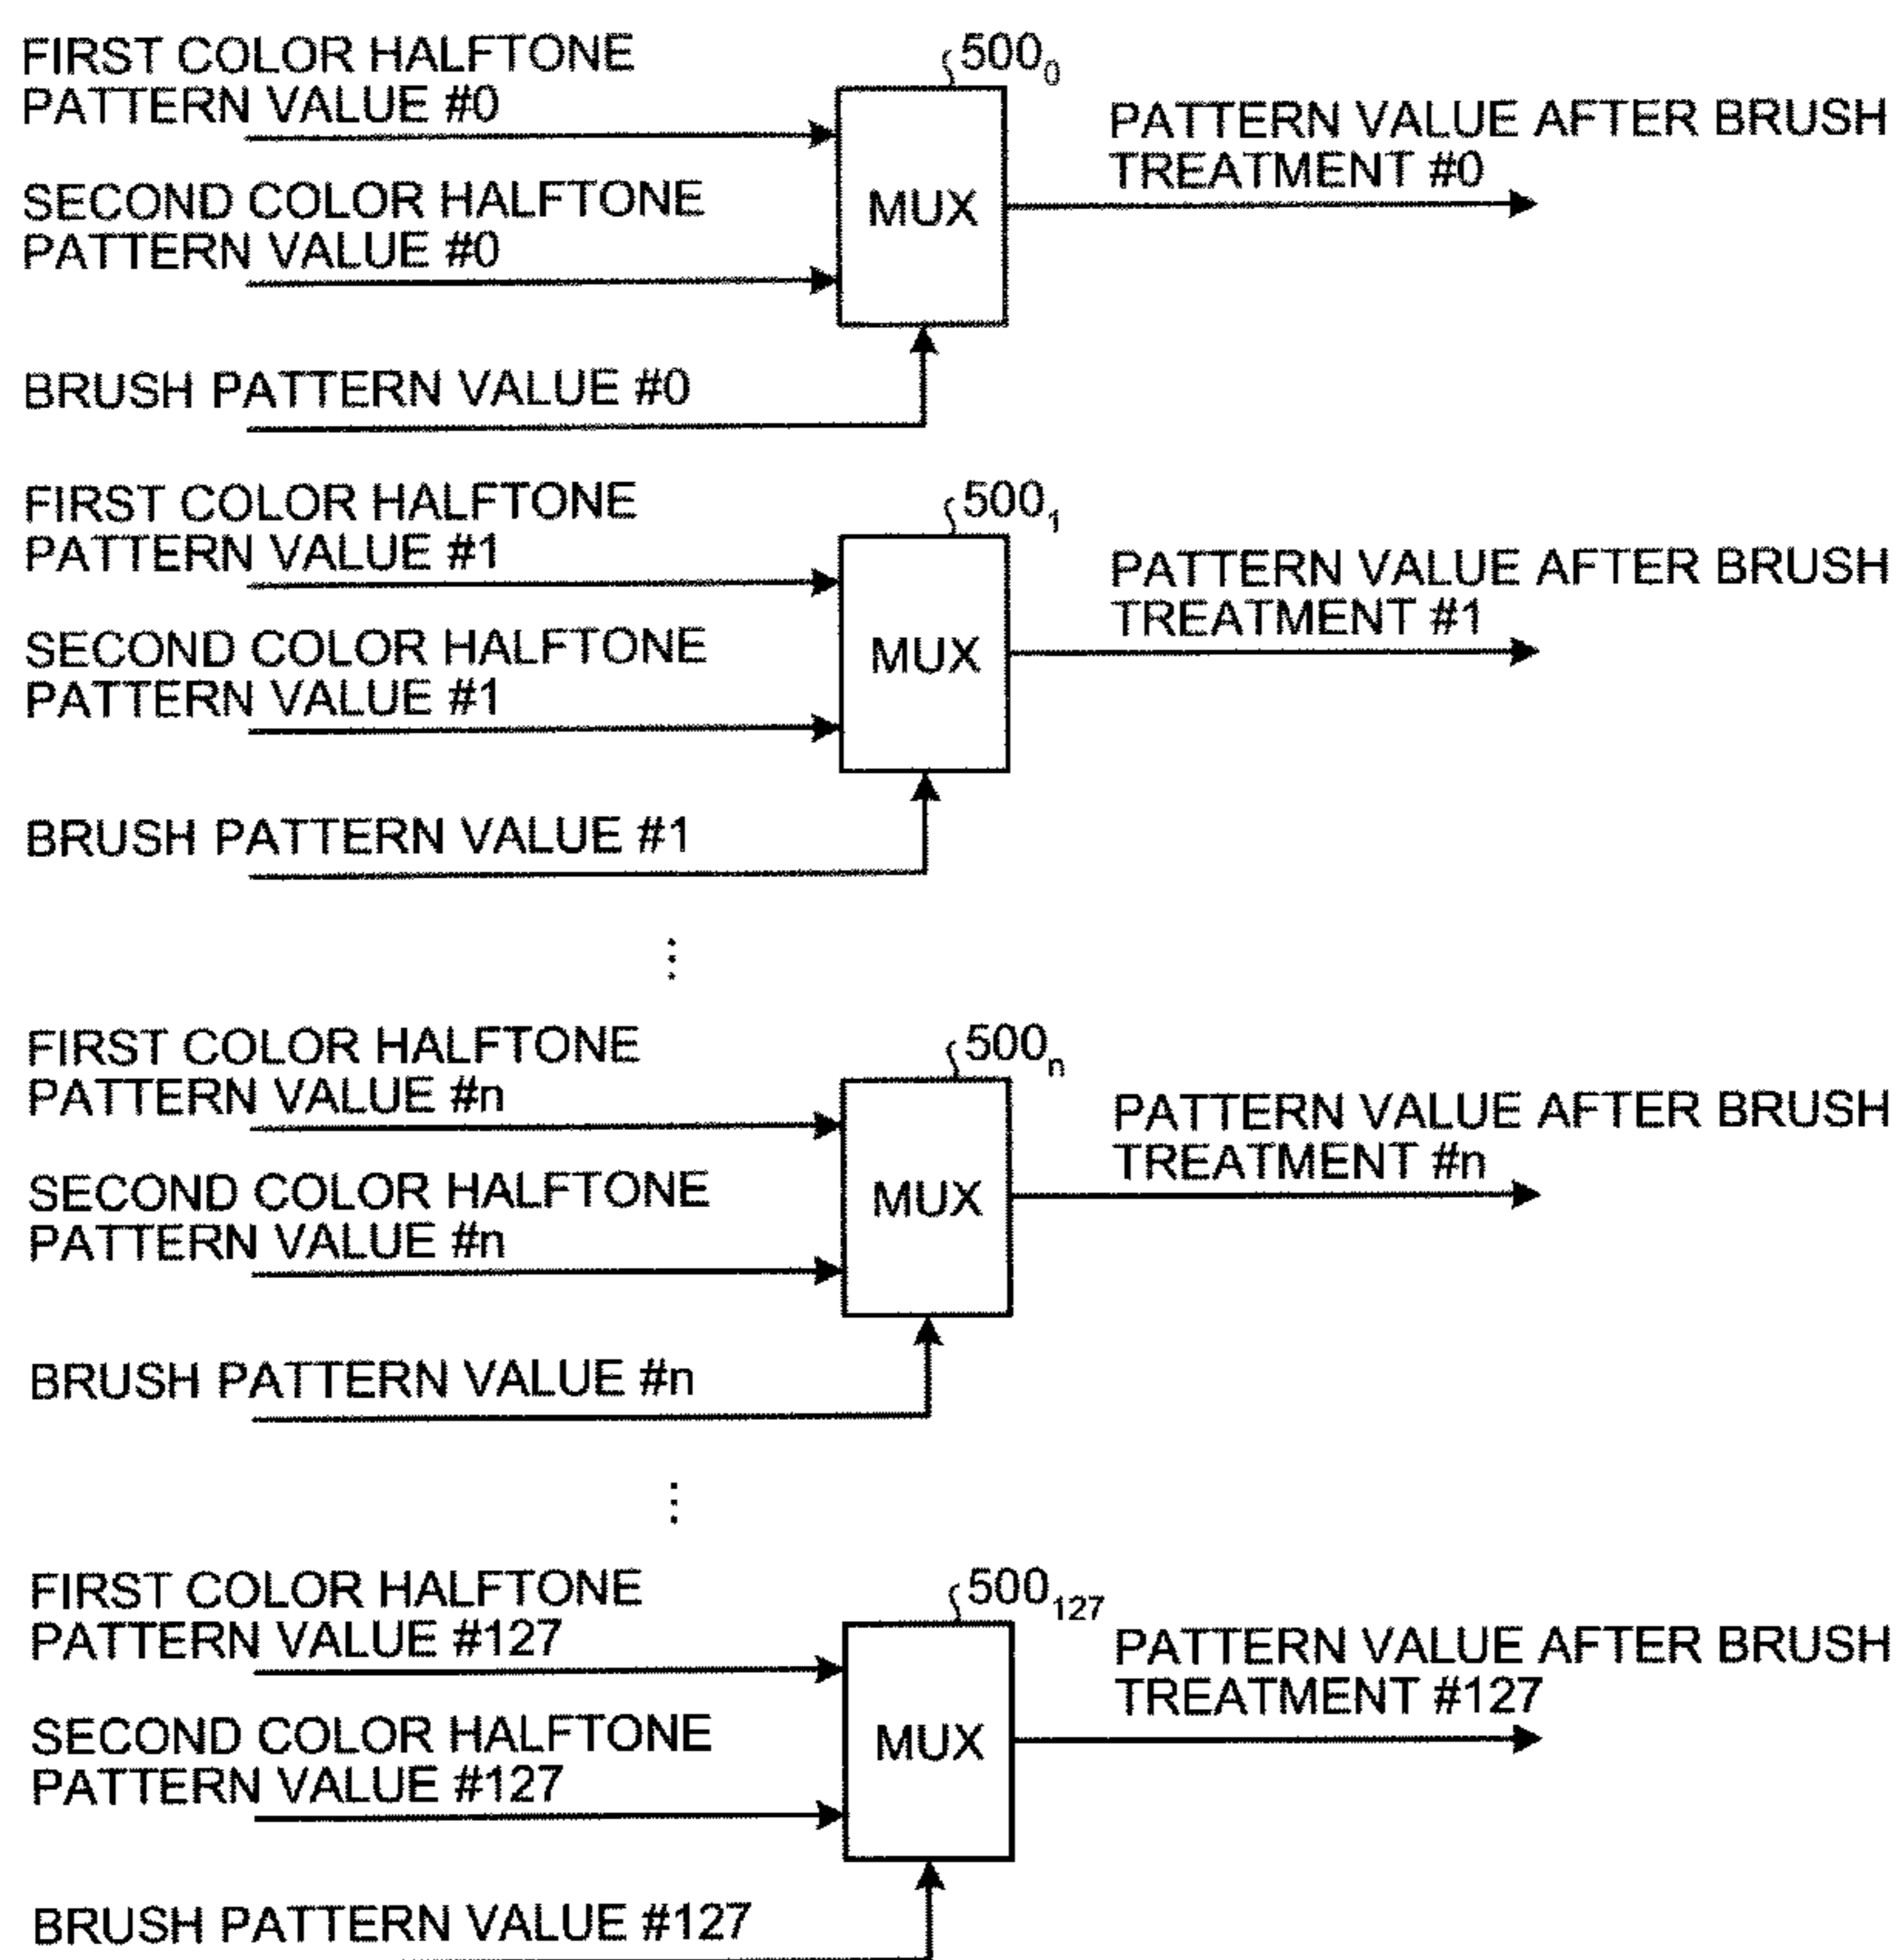 FIRST COLOR HALFTONE
PATTERN VALUE #0
500₀
PATTERN VALUE AFTER BRUSH
TREATMENT #0
SECOND COLOR HALFTONE
PATTERN VALUE #0
MUX
BRUSH PATTERN VALUE #0
FIRST COLOR HALFTONE
PATTERN VALUE #1
500₁
PATTERN VALUE AFTER BRUSH
TREATMENT #1
SECOND COLOR HALFTONE
PATTERN VALUE #1
MUX
BRUSH PATTERN VALUE #1
⋮
FIRST COLOR HALFTONE
PATTERN VALUE #n
500ₙ
PATTERN VALUE AFTER BRUSH
TREATMENT #n
SECOND COLOR HALFTONE
PATTERN VALUE #n
MUX
BRUSH PATTERN VALUE #n
⋮
FIRST COLOR HALFTONE
PATTERN VALUE #127
500₁₂₇
PATTERN VALUE AFTER BRUSH
TREATMENT #127
SECOND COLOR HALFTONE
PATTERN VALUE #127
MUX
BRUSH PATTERN VALUE #127